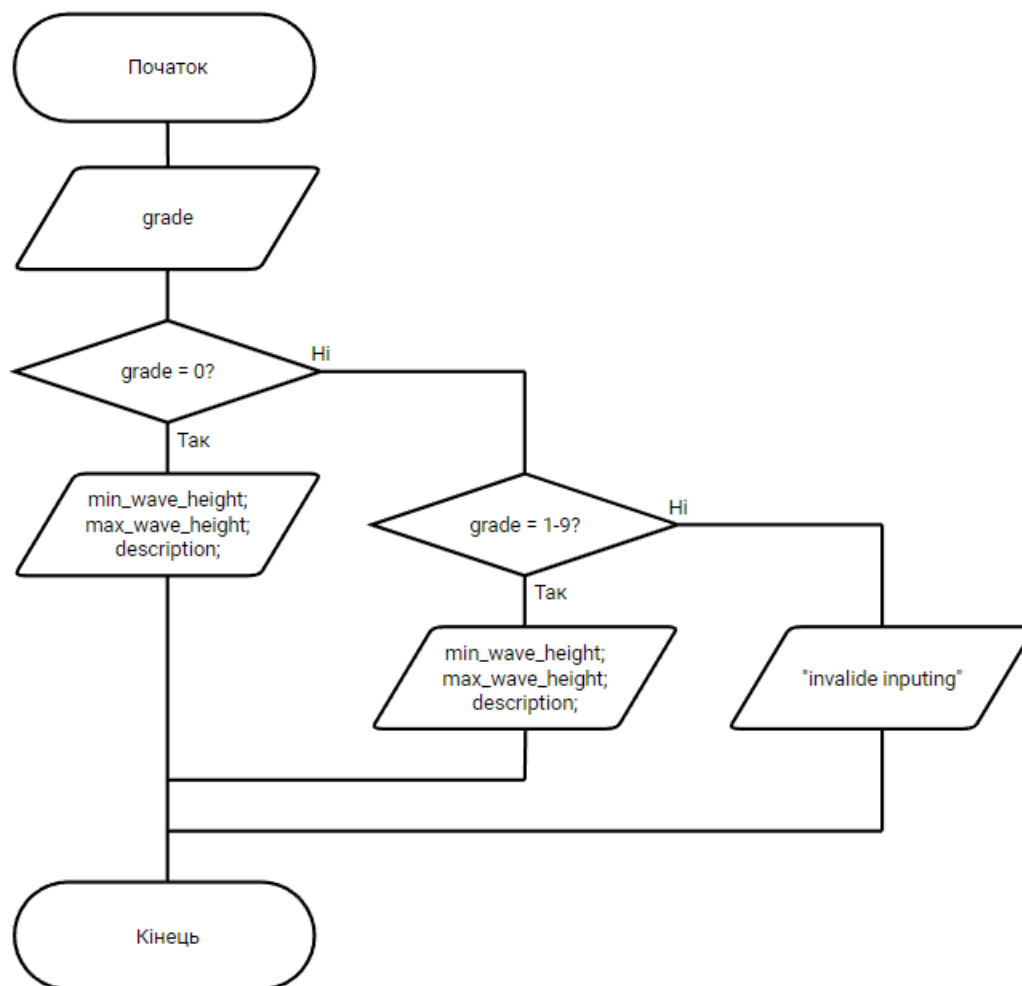 Початок
grade
grade = 0?
Ні
Так
min_wave_height;
max_wave_height;
description;
grade = 1-9?
Ні
Так
min_wave_height;
max_wave_height;
description;
"invalide inputing"
Кінець